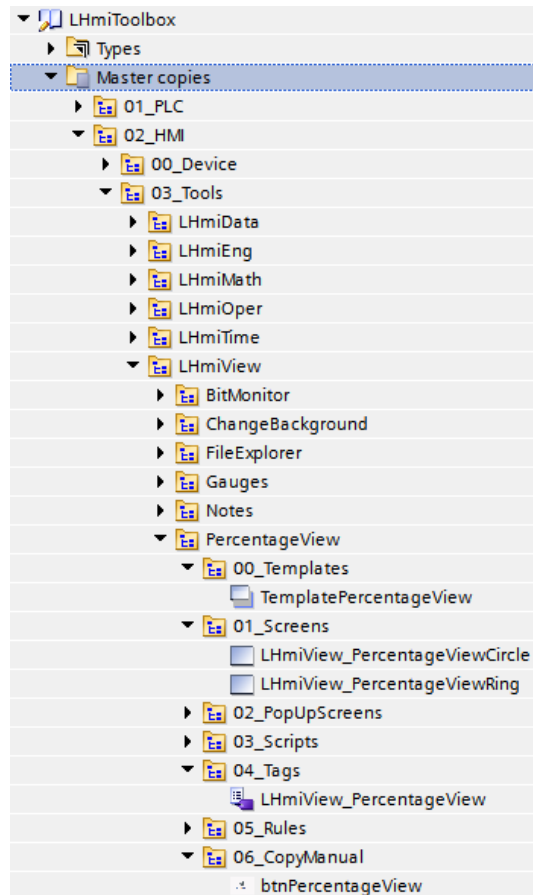 LHmiToolbox
Types
Master copies
01_PLC
02_HMI
00_Device
03_Tools
LHmiData
LHmiEng
LHmiMath
LHmiOper
LHmiTime
LHmiView
BitMonitor
ChangeBackground
FileExplorer
Gauges
Notes
PercentageView
00_Templates
TemplatePercentageView
01_Screens
LHmiView_PercentageViewCircle
LHmiView_PercentageViewRing
02_PopUpScreens
03_Scripts
04_Tags
LHmiView_PercentageView
05_Rules
06_CopyManual
btnPercentageView